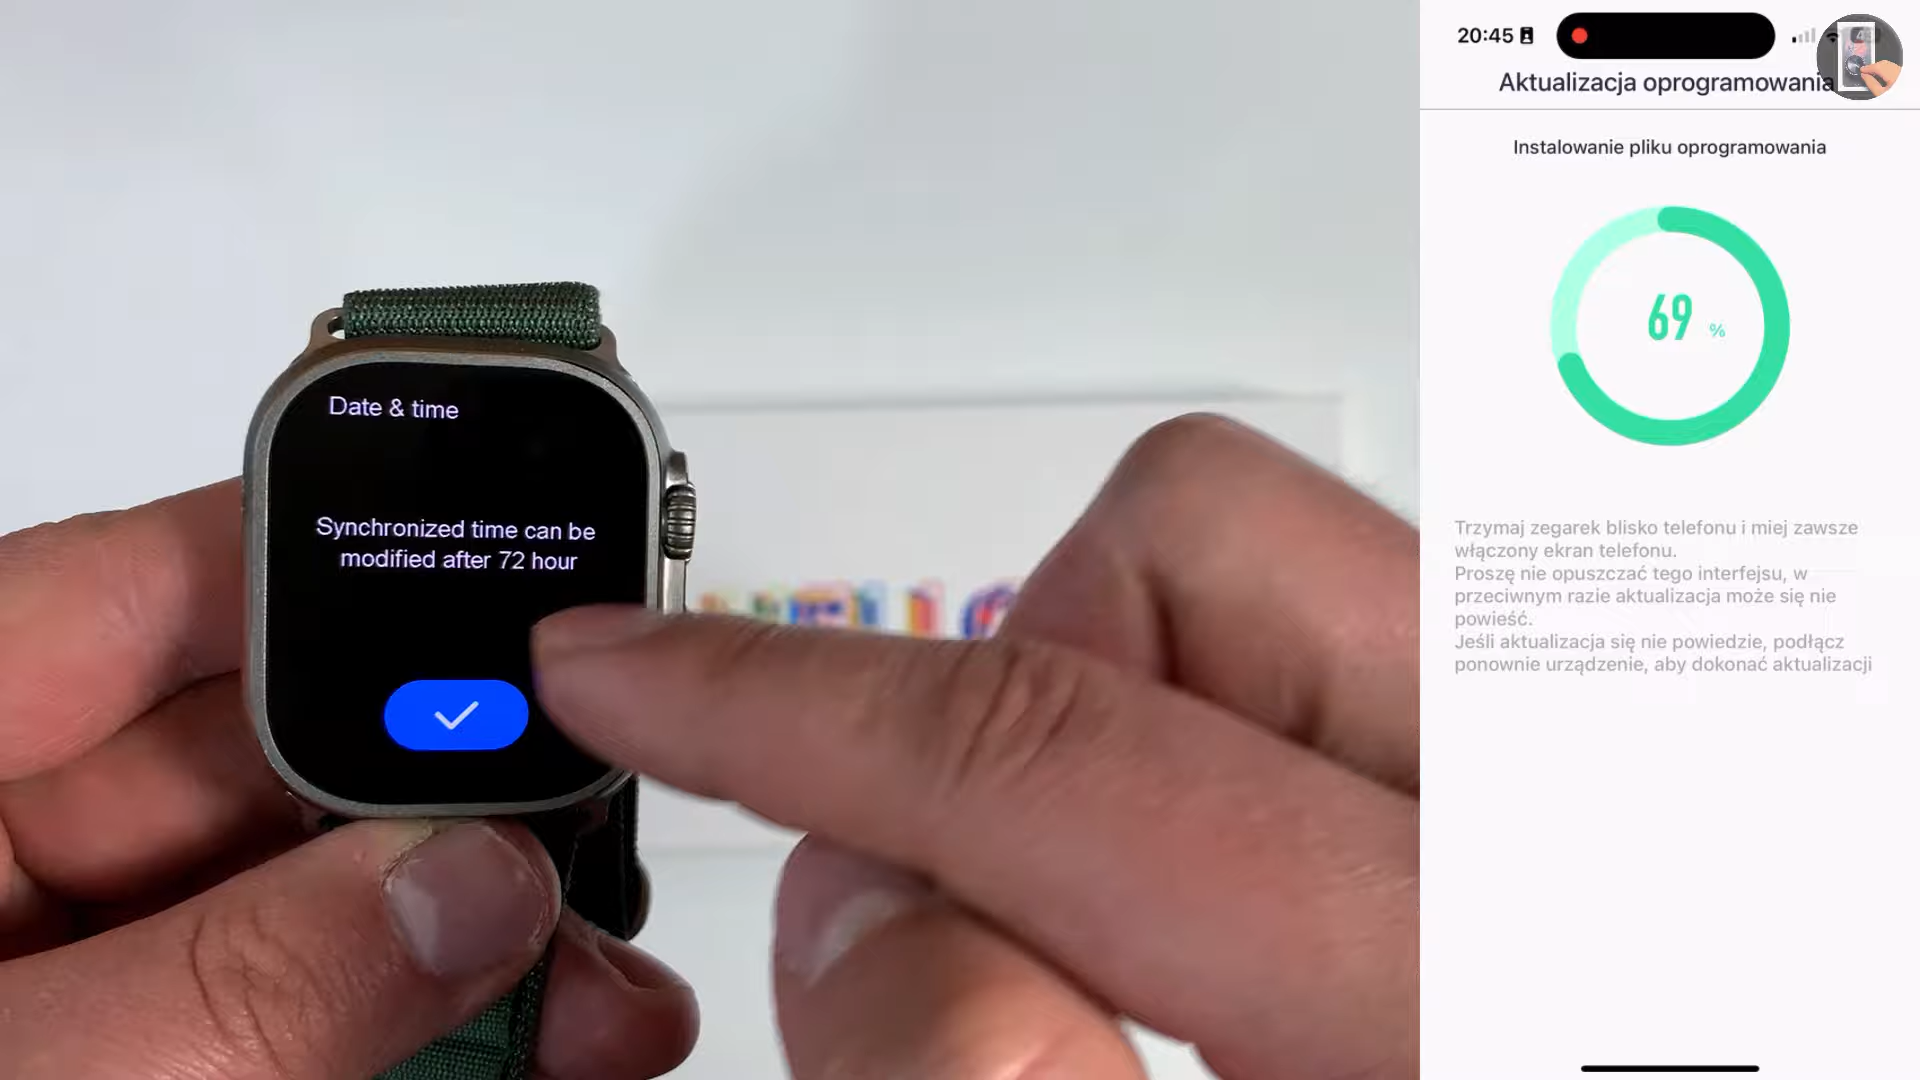 Date & time
Synchronized time can be
modified after 72 hour
20:45
Aktualizacja oprogramowania
Instalowanie pliku oprogramowania
69 %
Trzymaj zegarek blisko telefonu i miej zawsze
włączony ekran telefonu.
Proszę nie opuszczać tego interfejsu, w
przeciwnym razie aktualizacja może się nie
powieść.
Jeśli aktualizacja się nie powiedzie, podłącz
ponownie urządzenie, aby dokonać aktualizacji